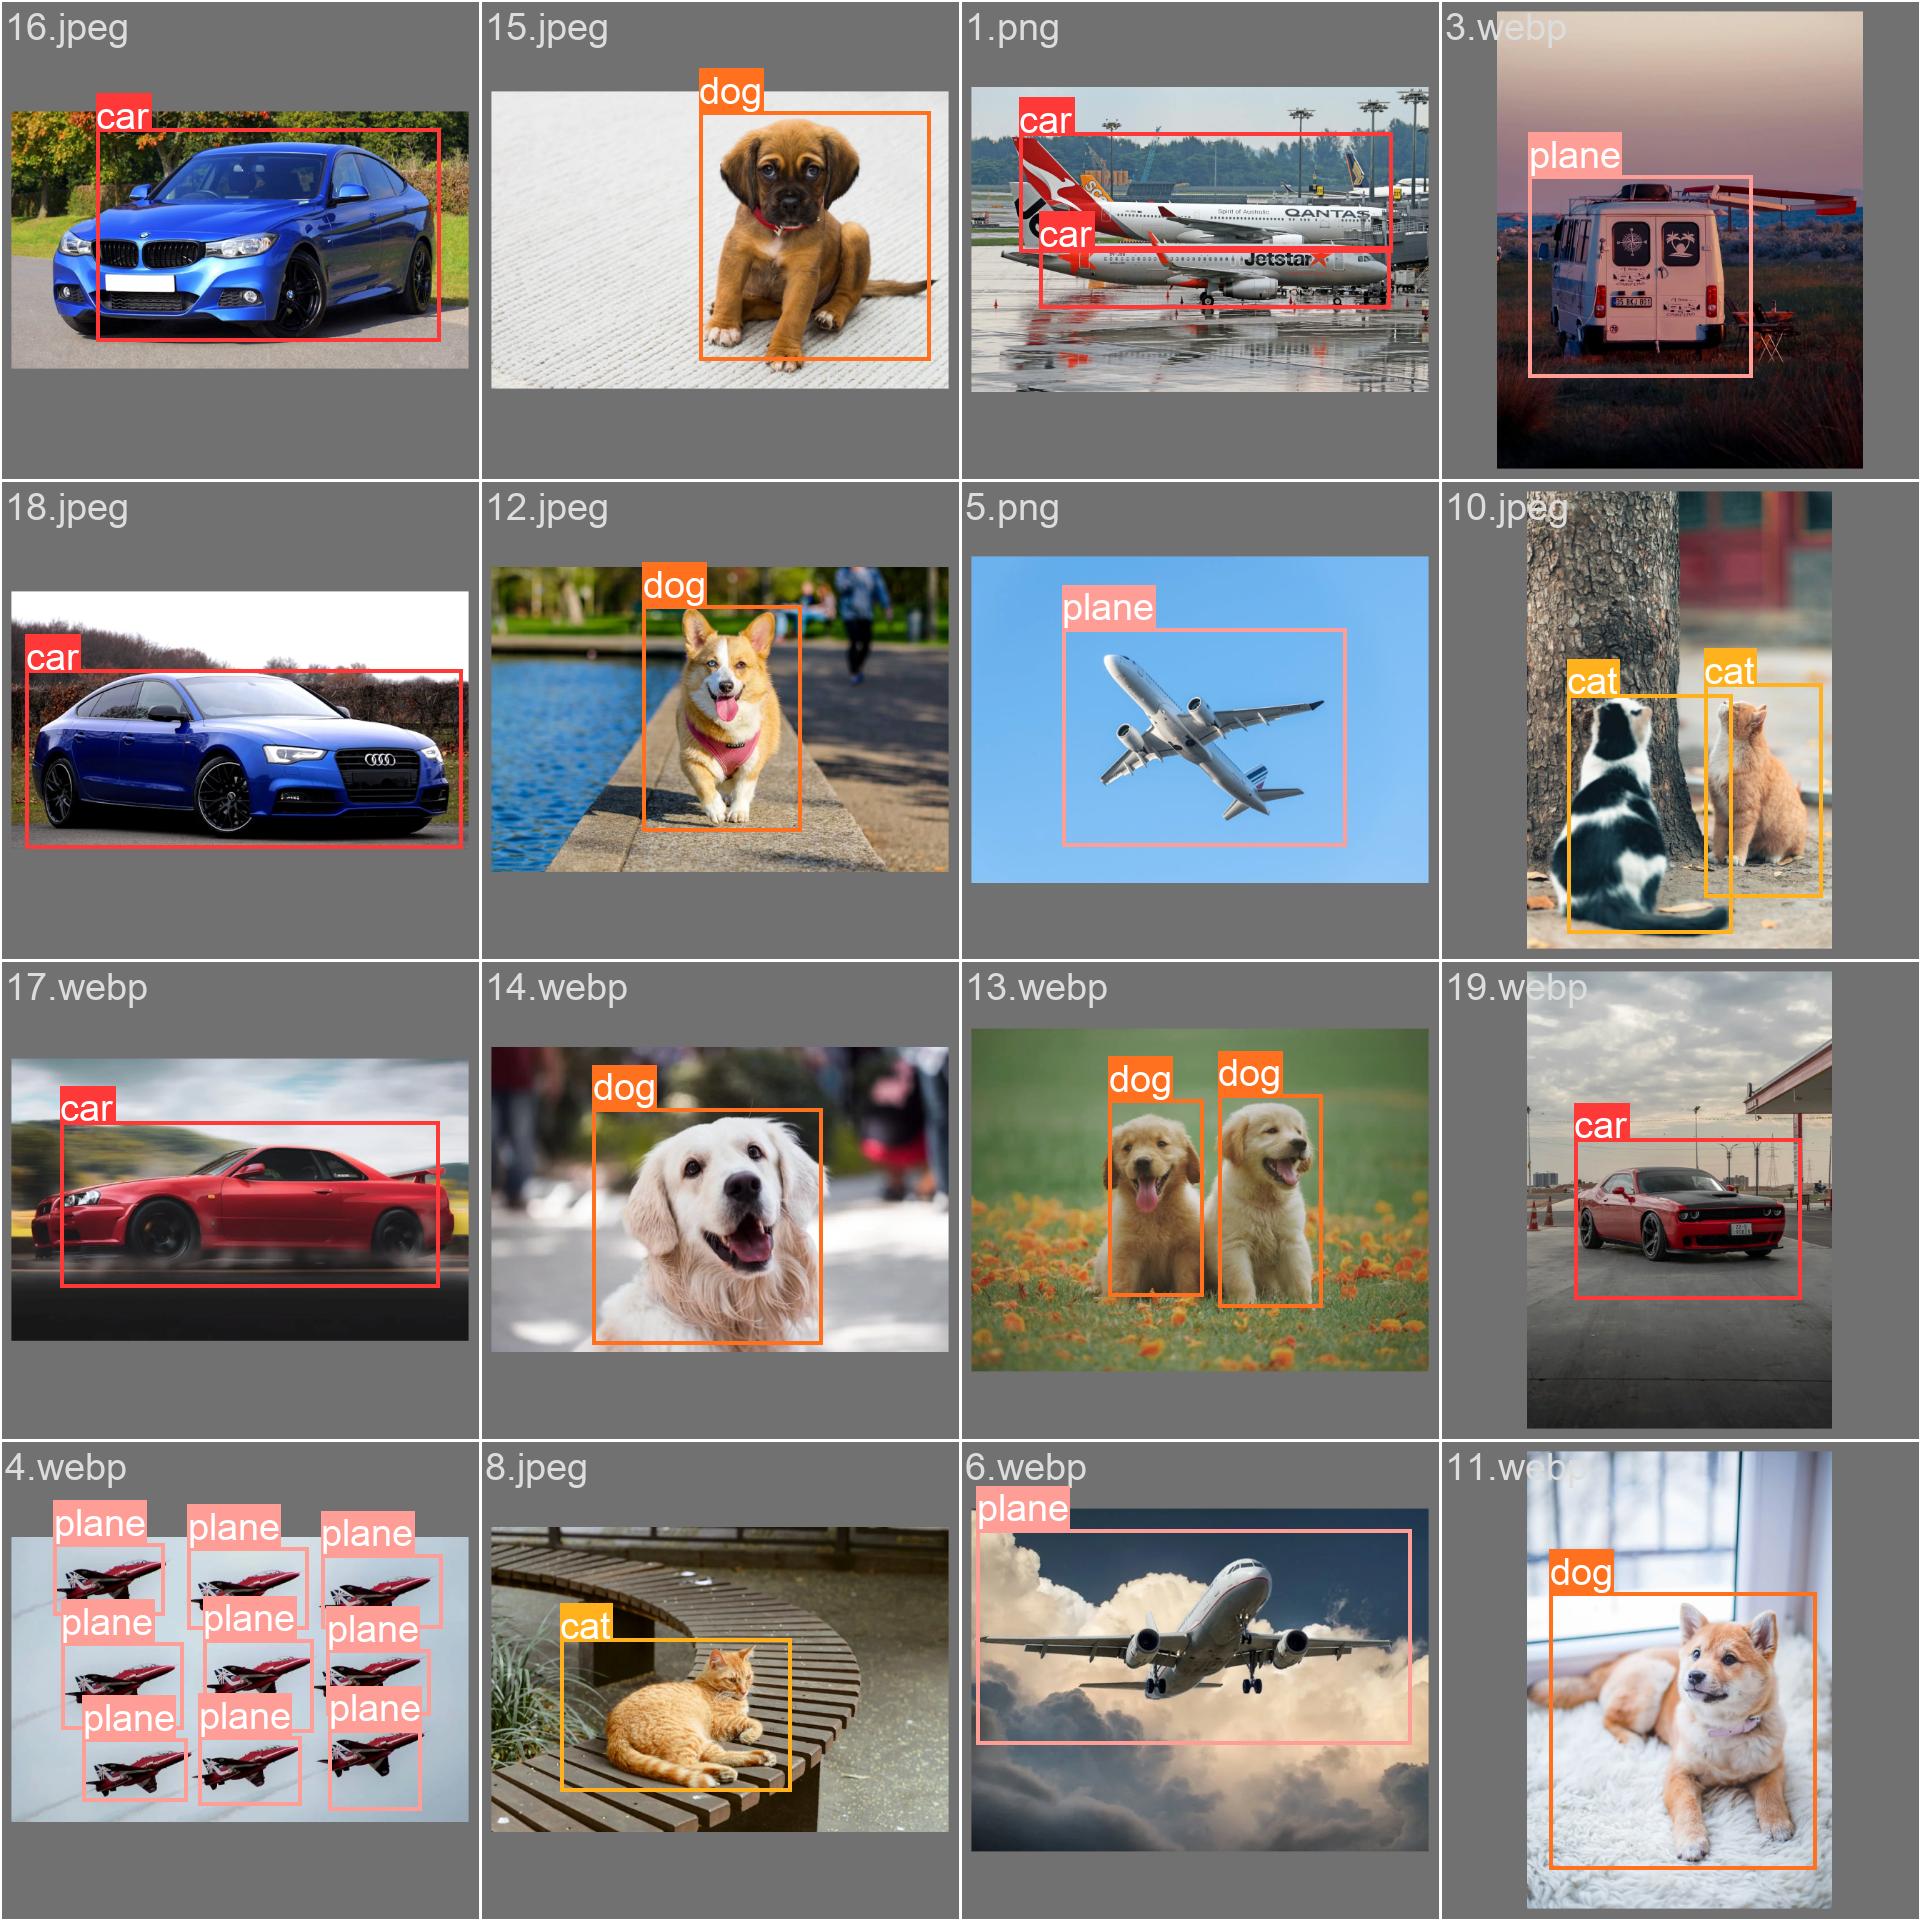 16.jpeg
car
15.jpeg
dog
1.png
car
Spirit of Australia
QANTAS
car
Jetstar
3.webp
plane
18.jpeg
car
12.jpeg
dog
5.png
plane
10.jpeg
cat
cat
17.webp
car
14.webp
dog
13.webp
dog
dog
19.webp
car
4.webp
plane
plane
plane
plane
plane
plane
plane
plane
plane
8.jpeg
cat
6.webp
plane
11.webp
dog